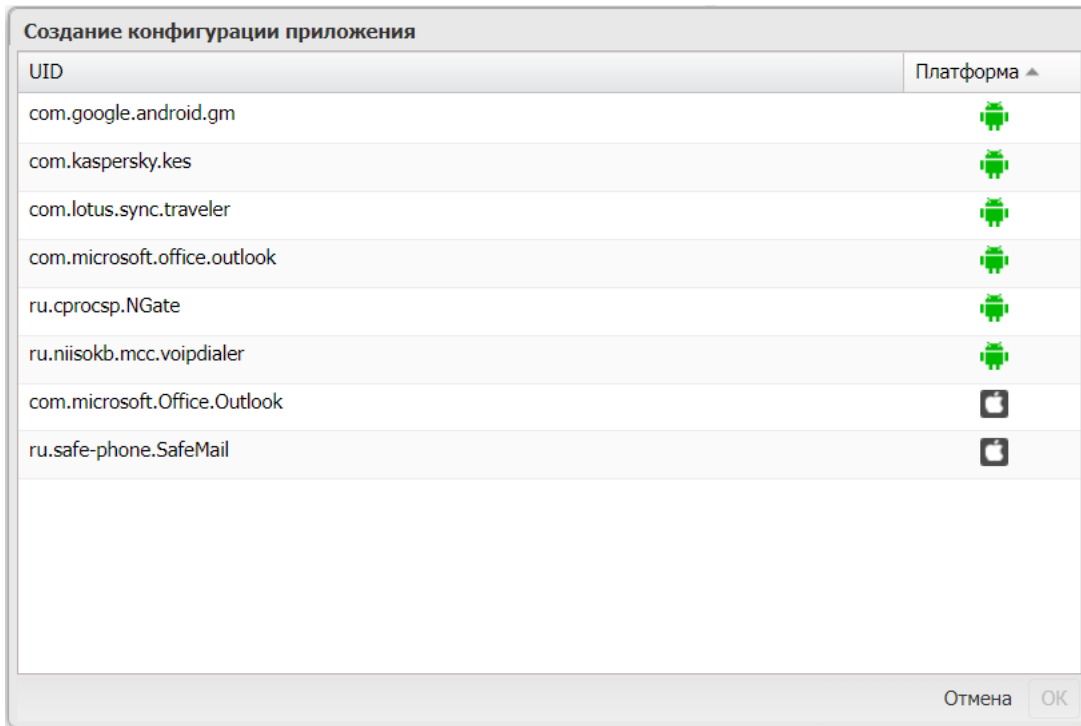 Создание конфигурации приложения
UID Платформа
com.google.android.gm
com.kaspersky.kes
com.lotus.sync.traveler
com.microsoft.office.outlook
ru.cprocsp.NGate
ru.niisokb.mcc.voipdialer
com.microsoft.Office.Outlook
ru.safe-phone.SafeMail
Отмена OK